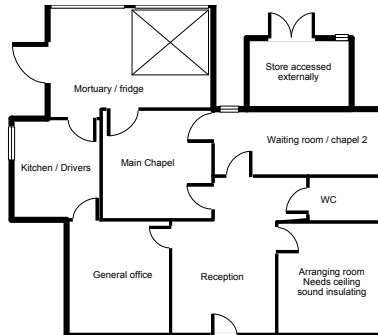 Store accessed
externally
Mortuary / fridge
Waiting room / chapel 2
Main Chapel
Kitchen / Drivers
WC
General office
Reception
Arranging room
Needs ceiling
sound insulating